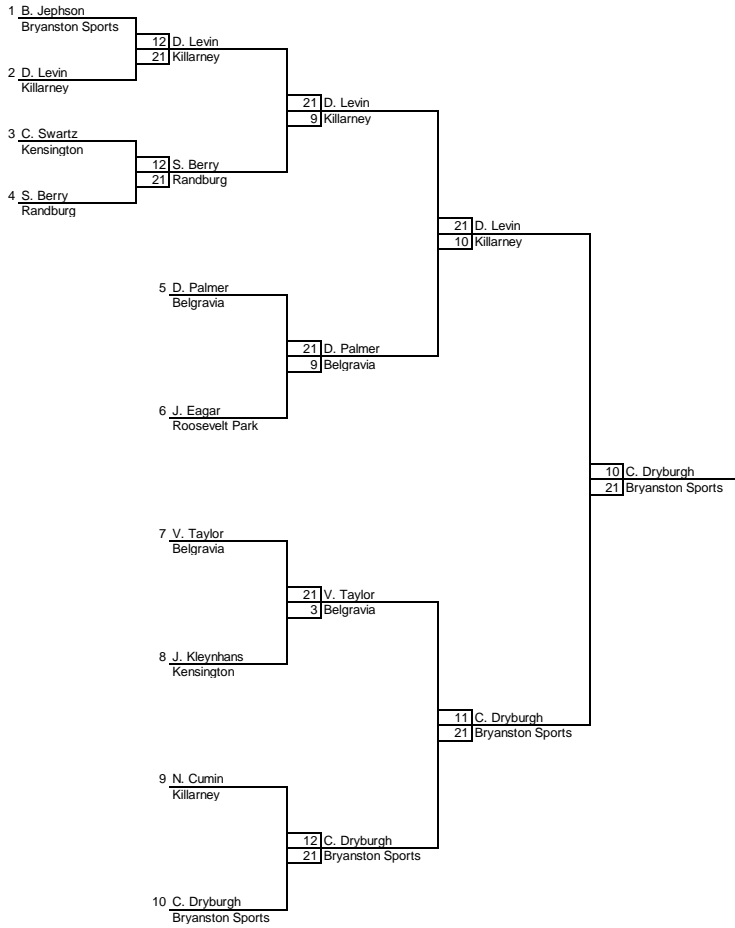 1 B. Jephson
Bryanston Sports
12 D. Levin
21 Killarney
2 D. Levin
Killarney
21 D. Levin
9 Killarney
3 C. Swartz
Kensington
12 S. Berry
21 Randburg
4 S. Berry
Randburg
21 D. Levin
10 Killarney
5 D. Palmer
Belgravia
21 D. Palmer
9 Belgravia
6 J. Eagar
Roosevelt Park
10 C. Dryburgh
21 Bryanston Sports
7 V. Taylor
Belgravia
21 V. Taylor
3 Belgravia
8 J. Kleynhans
Kensington
11 C. Dryburgh
21 Bryanston Sports
9 N. Cumin
Killarney
12 C. Dryburgh
21 Bryanston Sports
10 C. Dryburgh
Bryanston Sports